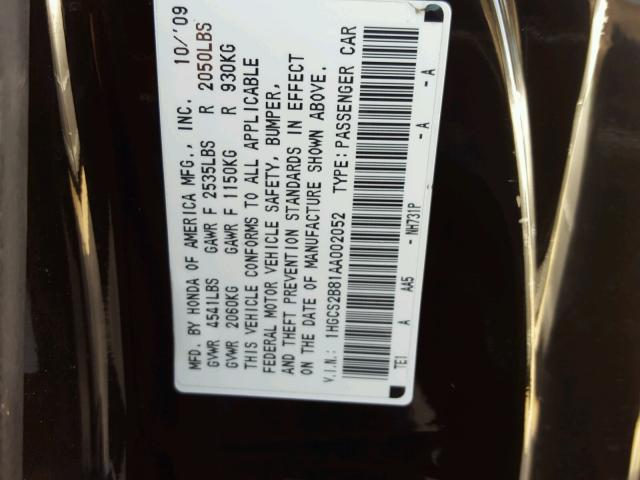 MFD. BY HONDA OF AMERICA MFG., INC. 10/'09
GVWR 4541LBS GAWR F 2535LBS R 2050LBS
GVWR 2060KG GAWR F 1150KG R 930KG
THIS VEHICLE CONFORMS TO ALL APPLICABLE
FEDERAL MOTOR VEHICLE SAFETY, BUMPER,
AND THEFT PREVENTION STANDARDS IN EFFECT
ON THE DATE OF MANUFACTURE SHOWN ABOVE.
V.I.N.: 1HGCS2B81AA002052 TYPE: PASSENGER CAR
TE1 A AA5 - NH731P - A - A